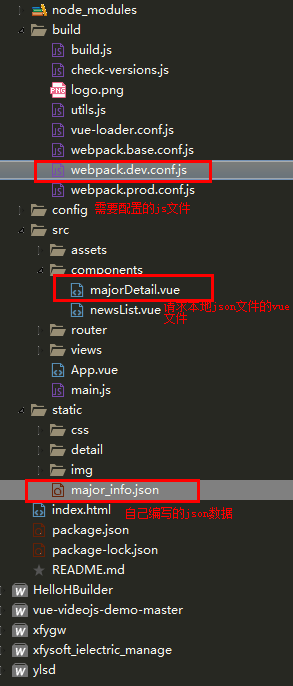 node_modules
build
build.js
check-versions.js
logo.png
utils.js
vue-loader.conf.js
webpack.base.conf.js
webpack.dev.conf.js
webpack.prod.conf.js
config 需要配置的js文件
src
assets
components
majorDetail.vue
newsList.vue 请求本地json文件的vue
文件
router
views
App.vue
main.js
static
css
detail
img
major_info.json
index.html 自己编写的json数据
package.json
package-lock.json
README.md
HelloHBuilder
vue-videojs-demo-master
xfygw
xfysoft_ielectric_manage
ylsd